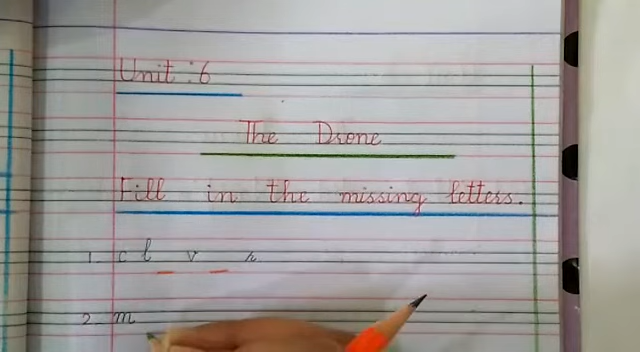 Unit : 6
The Drone
Fill in the missing letters.
1. c l _ v _ r
2. m